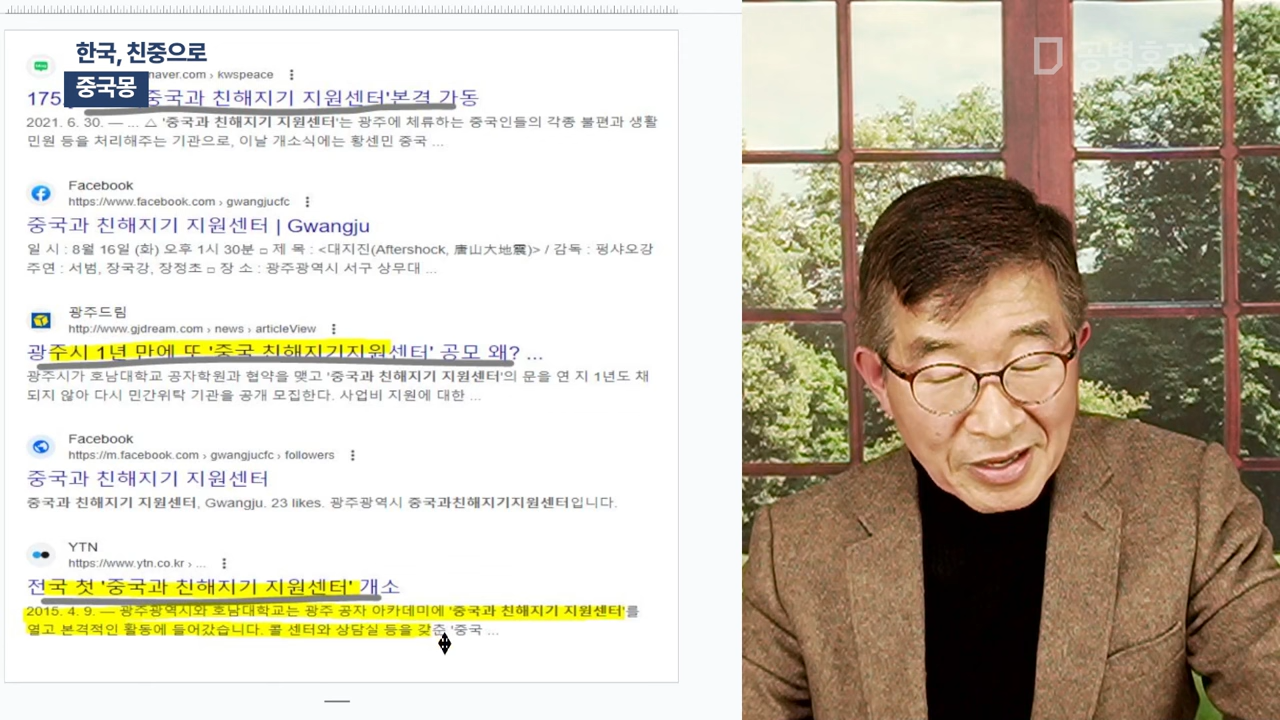 한국, 친중으로
중국몽
naver.com › kwspeace
175 중국과 친해지기 지원센터'본격 가동
2021. 6. 30. — ... △ '중국과 친해지기 지원센터'는 광주에 체류하는 중국인들의 각종 불편과 생활
민원 등을 처리해주는 기관으로, 이날 개소식에는 황센민 중국 ...
Facebook
https://www.facebook.com › gwangjucfc
중국과 친해지기 지원센터 | Gwangju
일 시 : 8월 16일 (화) 오후 1시 30분 □ 제 목 : <대지진(Aftershock, 唐山大地震)> / 감독 : 펑샤오강
주연 : 서범, 장국강, 장정초 □ 장 소 : 광주광역시 서구 상무대 ...
광주드림
http://www.gjdream.com › news › articleView
광주시 1년 만에 또 '중국 친해지기지원센터' 공모 왜? ...
광주시가 호남대학교 공자학원과 협약을 맺고 '중국과 친해지기 지원센터'의 문을 연 지 1년도 채
되지 않아 다시 민간위탁 기관을 공개 모집한다. 사업비 지원에 대한 ...
Facebook
https://m.facebook.com › gwangjucfc › followers
중국과 친해지기 지원센터
중국과 친해지기 지원센터, Gwangju. 23 likes. 광주광역시 중국과친해지기지원센터입니다.
YTN
https://www.ytn.co.kr › ...
전국 첫 '중국과 친해지기 지원센터' 개소
2015. 4. 9. — 광주광역시와 호남대학교는 광주 공자 아카데미에 '중국과 친해지기 지원센터'를
열고 본격적인 활동에 들어갔습니다. 콜 센터와 상담실 등을 갖춘 '중국 ...
공병호TV